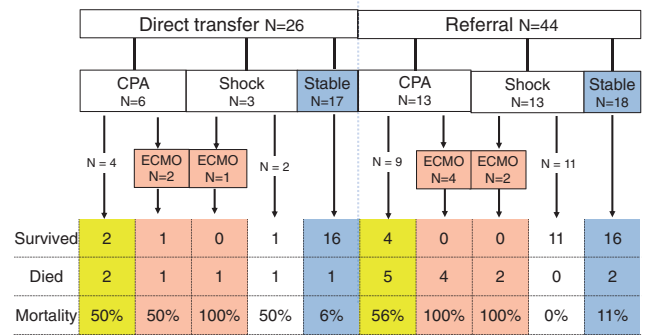 Direct transfer N=26 Referral N=44
CPA Shock Stable CPA Shock Stable
N=6 N=3 N=17 N=13 N=13 N=18
N = 4 ECMO ECMO N = 2 N = 9 ECMO ECMO N = 11
N=2 N=1 N=4 N=2
Survived 2 1 0 1 16 4 0 0 11 16
Died 2 1 1 1 1 5 4 2 0 2
Mortality 50% 50% 100% 50% 6% 56% 100% 100% 0% 11%